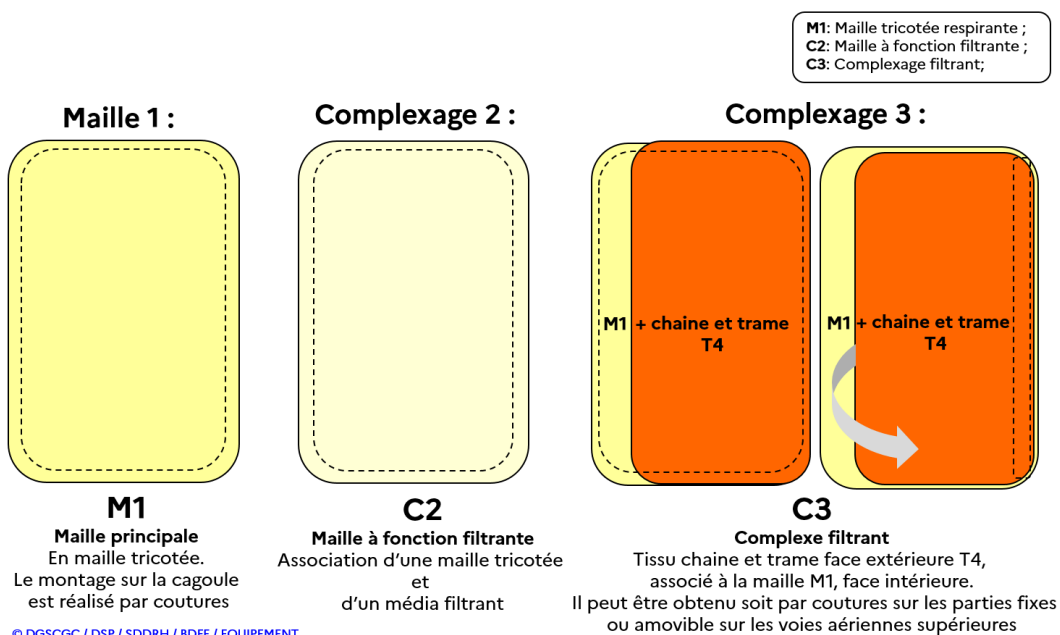 M1: Maille tricotée respirante ;
C2: Maille à fonction filtrante ;
C3: Complexage filtrant;
Maille 1 :
Complexage 2 :
Complexage 3 :
M1 + chaine et trame
T4
M1 + chaine et trame
T4
M1
Maille principale
En maille tricotée.
Le montage sur la cagoule
est réalisé par coutures
C2
Maille à fonction filtrante
Association d’une maille tricotée
et
d’un média filtrant
C3
Complexe filtrant
Tissu chaine et trame face extérieure T4,
associé à la maille M1, face intérieure.
Il peut être obtenu soit par coutures sur les parties fixes
ou amovible sur les voies aériennes supérieures
© DGSCGC / DSP / SDDRH / BDFE / EQUIPEMENT